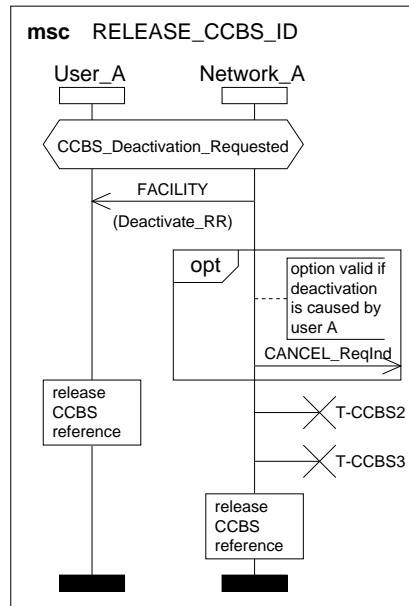 msc RELEASE_CCBS_ID
User_A Network_A
CCBS_Deactivation_Requested
FACILITY
(Deactivate_RR)
opt
option valid if
deactivation
is caused by
user A
CANCEL_ReqInd
release
CCBS
reference
T-CCBS2
T-CCBS3
release
CCBS
reference